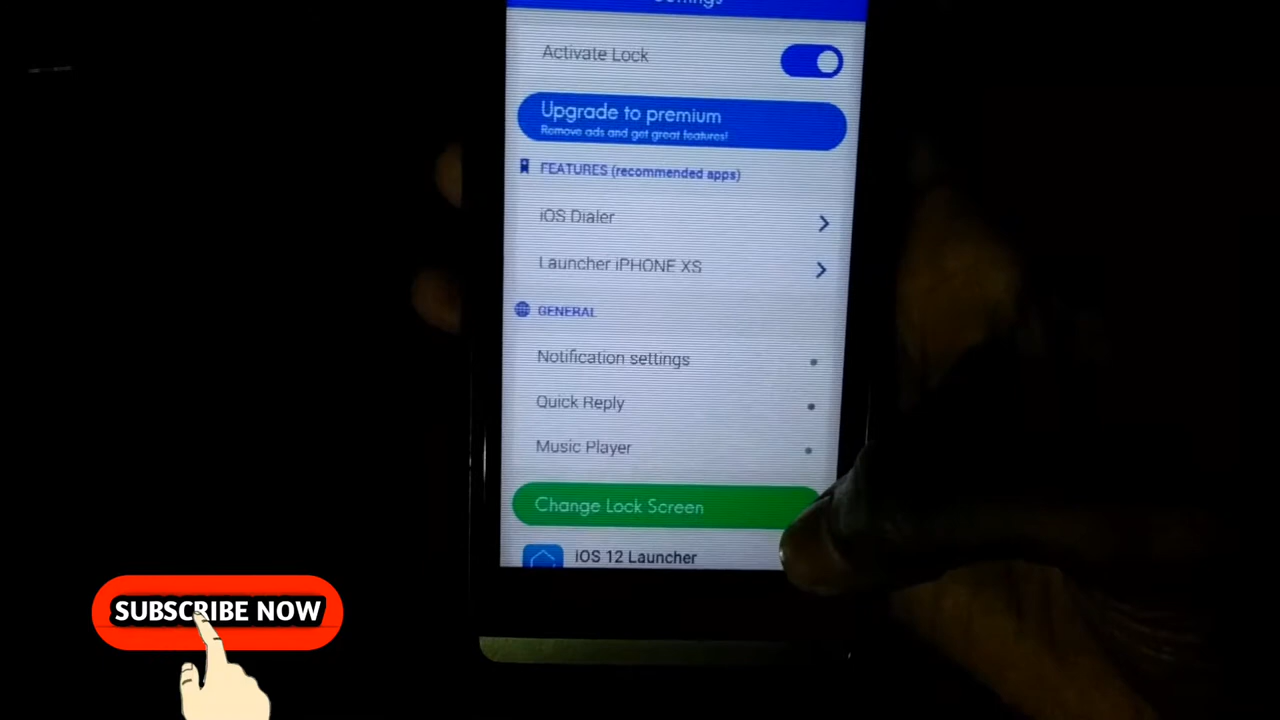 Settings
Activate Lock
Upgrade to premium
Remove ads and get great features!
FEATURES (recommended apps)
iOS Dialer
Launcher iPHONE XS
GENERAL
Notification settings
Quick Reply
Music Player
Change Lock Screen
iOS 12 Launcher
SUBSCRIBE NOW